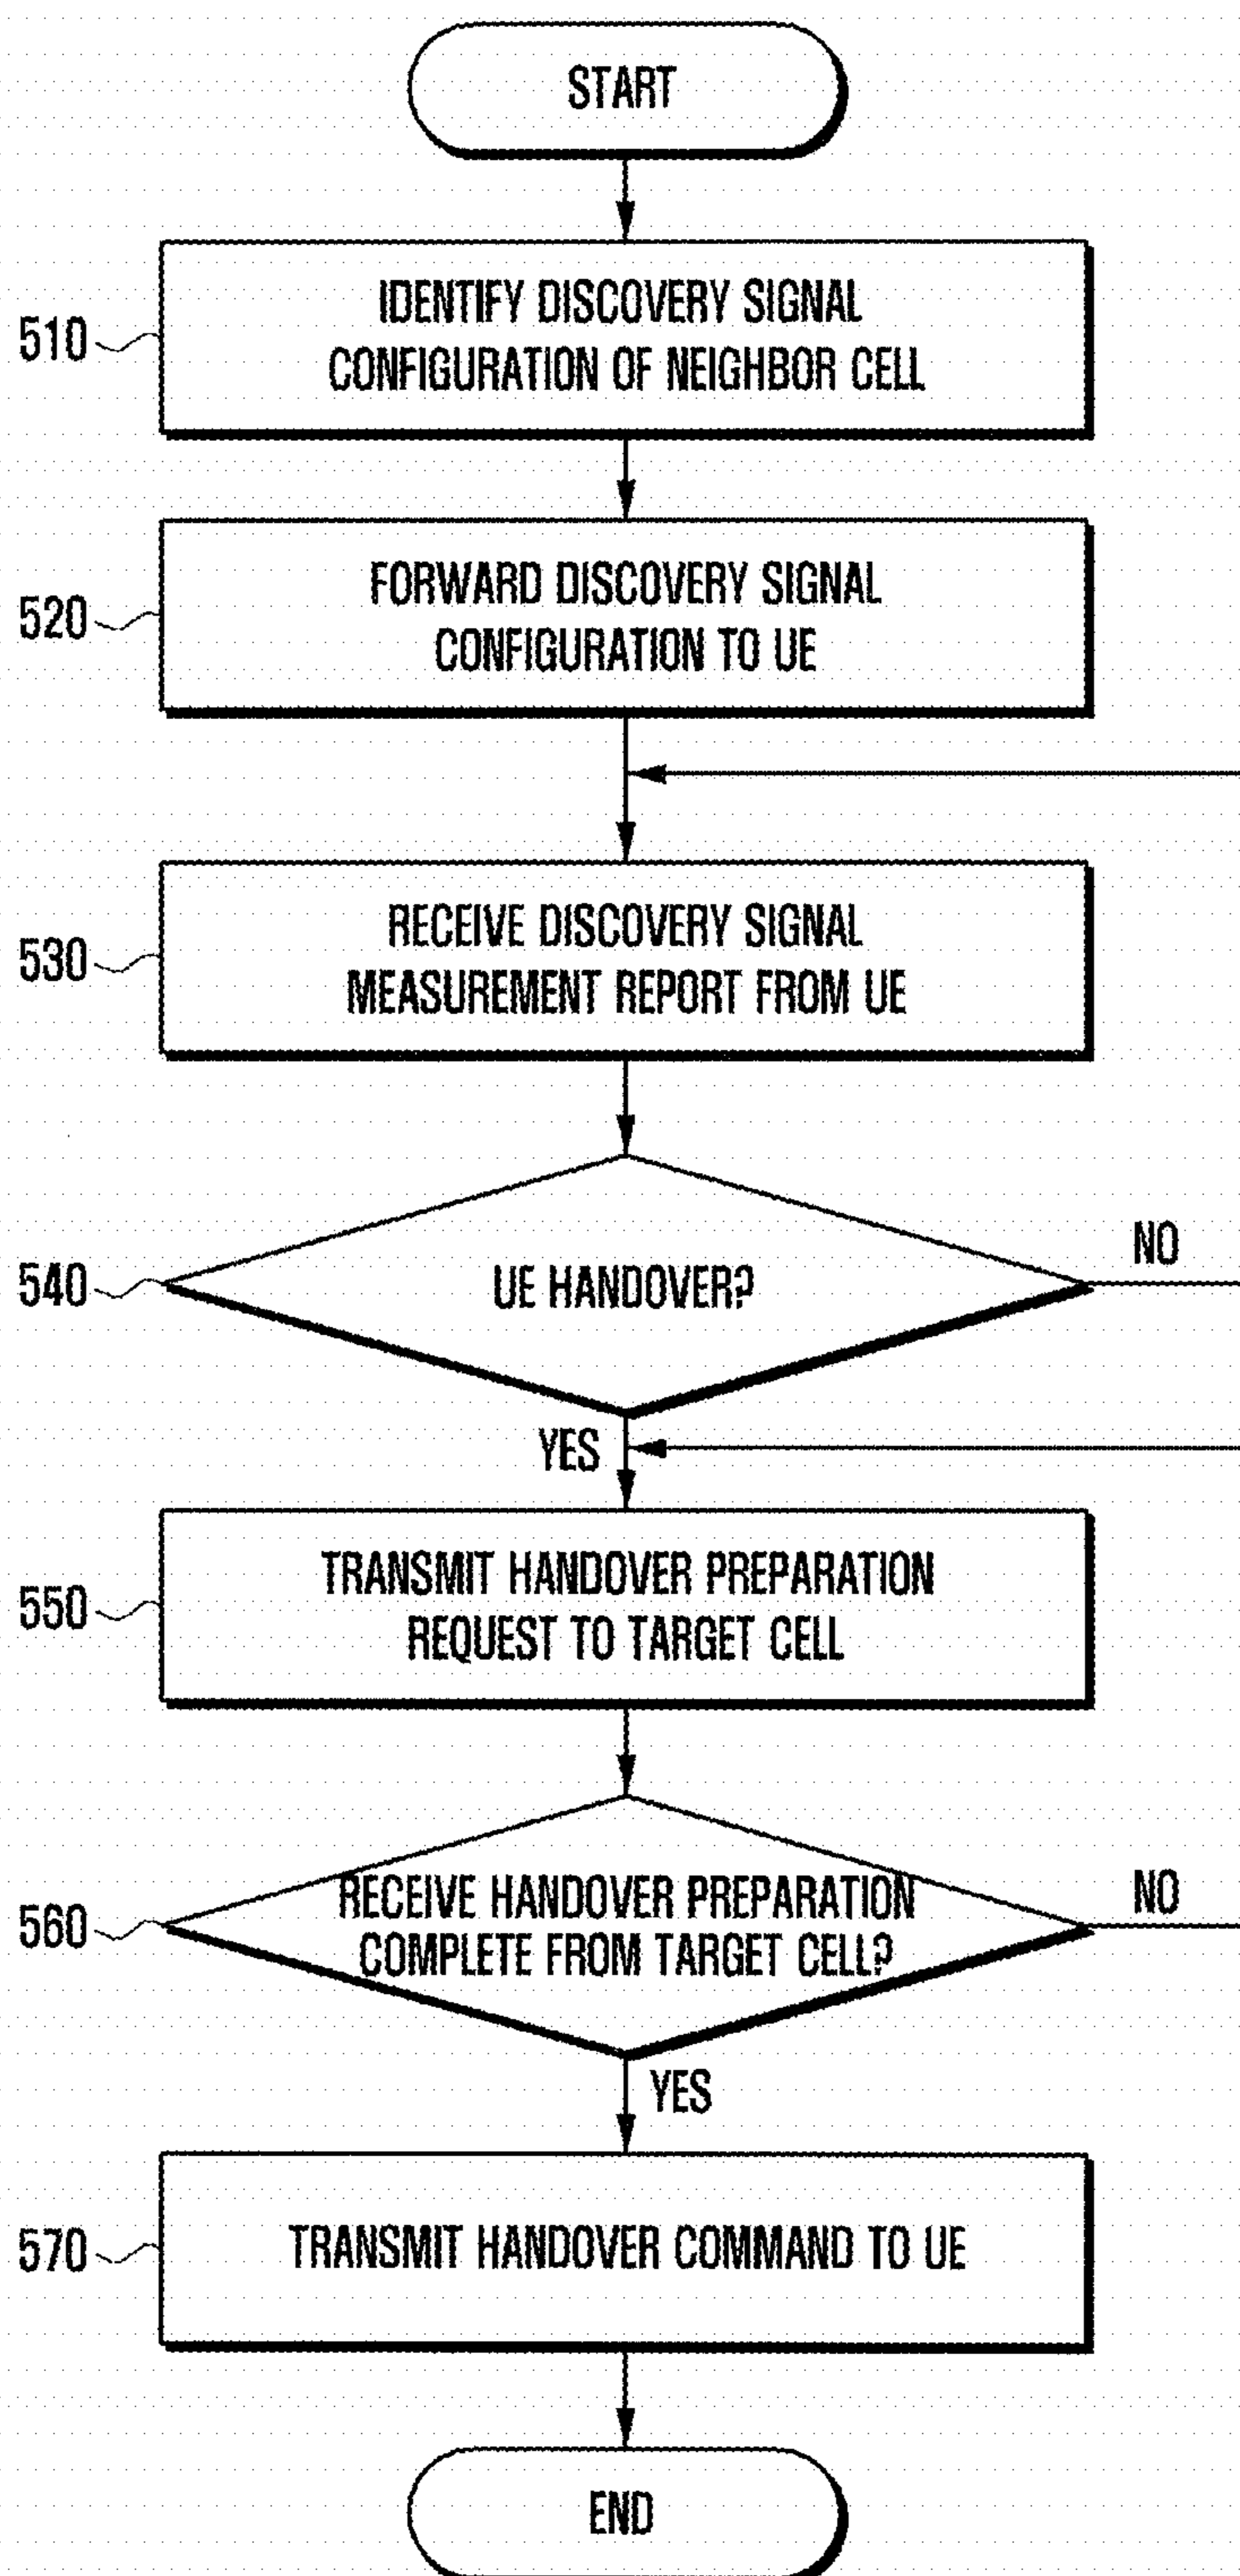 START
IDENTIFY DISCOVERY SIGNAL
CONFIGURATION OF NEIGHBOR CELL
510
FORWARD DISCOVERY SIGNAL
CONFIGURATION TO UE
520
RECEIVE DISCOVERY SIGNAL
MEASUREMENT REPORT FROM UE
530
NO
UE HANDOVER?
540
YES
TRANSMIT HANDOVER PREPARATION
REQUEST TO TARGET CELL
550
NO
RECEIVE HANDOVER PREPARATION
COMPLETE FROM TARGET CELL?
560
YES
TRANSMIT HANDOVER COMMAND TO UE
570
END